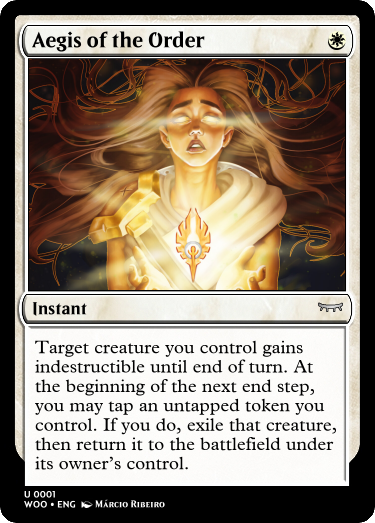 Aegis of the Order
Instant
Target creature you control gains
indestructible until end of turn. At
the beginning of the next end step,
you may tap an untapped token you
control. If you do, exile that creature,
then return it to the battlefield under
its owner's control.
U 0001
WOO • ENG Márcio Ribeiro